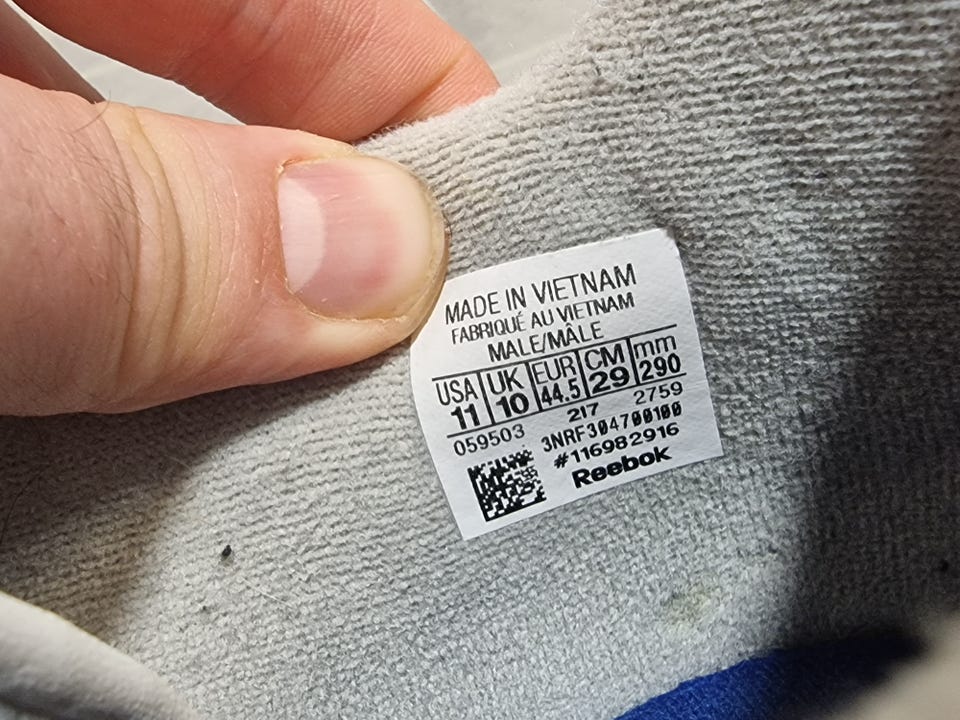 MADE IN VIETNAM
FABRIQUÉ AU VIETNAM
MALE/MÂLE
USA UK EUR CM mm
11 10 44.5 29 290
059503 217 2759
3NRF304700100
#116982916
Reebok